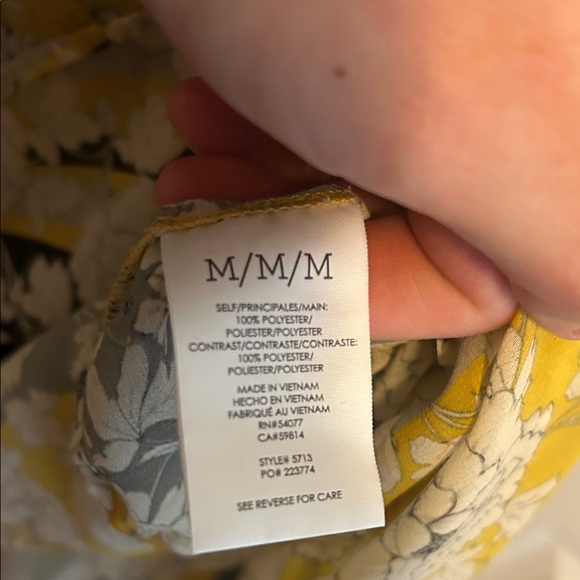 M/M/M
SELF/PRINCIPALES/MAIN:
100% POLYESTER/
POLIESTER/POLYESTER
CONTRAST/CONTRASTE/CONTRASTE:
100% POLYESTER/
POLIESTER/POLYESTER
MADE IN VIETNAM
HECHO EN VIETNAM
FABRIQUÉ AU VIETNAM
RN#54077
CA#59814
STYLE# 5713
PO# 223774
SEE REVERSE FOR CARE